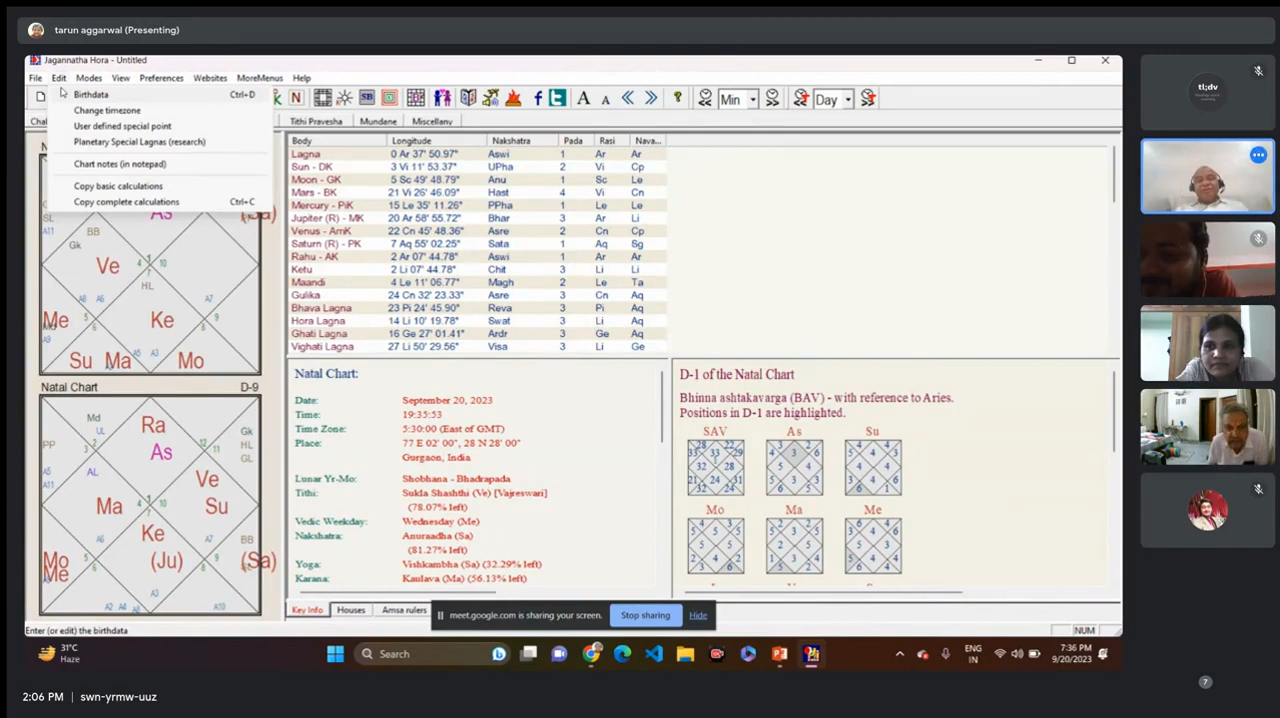 tarun aggarwal (Presenting)
Jagannatha Hora - Untitled
File Edit Modes View Preferences Websites MoreMenus Help
Birthdata Ctrl+D
Change timezone
User defined special point
Planetary Special Lagnas (research)
Chart notes (in notepad)
Copy basic calculations
Copy complete calculations Ctrl+C
N Min Day
Tithi Pravesha Mundane Miscellany
Body Longitude Nakshatra Pada Rasi Nava...
Lagna 0 Ar 37' 50.97" Aswi 1 Ar Ar
Sun - DK 3 Vi 11' 53.37" UPha 2 Vi Cp
Moon - GK 5 Sc 49' 48.79" Anu 1 Sc Le
Mars - BK 21 Vi 26' 46.09" Hast 4 Vi Cn
Mercury - PiK 15 Le 35' 11.26" PPha 1 Le Le
Jupiter (R) - MK 20 Ar 58' 55.72" Bhar 3 Ar Li
Venus - AmK 22 Cn 45' 48.36" Asre 2 Cn Cp
Saturn (R) - PK 7 Aq 55' 02.25" Sata 1 Aq Sg
Rahu - AK 2 Ar 07' 44.78" Aswi 1 Ar Ar
Ketu 2 Li 07' 44.78" Chit 3 Li Li
Maandi 4 Le 11' 06.77" Magh 2 Le Ta
Gulika 24 Cn 32' 23.33" Asre 3 Cn Aq
Bhava Lagna 23 Pi 24' 45.90" Reva 3 Pi Aq
Hora Lagna 14 Li 10' 19.78" Swat 3 Li Aq
Ghati Lagna 16 Ge 27' 01.41" Ardr 3 Ge Aq
Vighati Lagna 27 Li 50' 29.56" Visa 3 Li Ge
As
BB
Gk
Ve
HL
Me Ke
Su Ma Mo
Natal Chart D-9
Md Ra Gk
UL HL
PP As GL
AL Ve
Ma Su
Ke
BB
Mo (Ju) (Sa)
Me
Natal Chart:
Date: September 20, 2023
Time: 19:35:53
Time Zone: 5:30:00 (East of GMT)
Place: 77 E 02' 00", 28 N 28' 00"
Gurgaon, India
Lunar Yr-Mo: Shobhana - Bhadrapada
Tithi: Sukla Shashthi (Ve) [Vajreswari]
(78.07% left)
Vedic Weekday: Wednesday (Me)
Nakshatra: Anuraadha (Sa)
(81.27% left)
Yoga: Vishkambha (Sa) (32.29% left)
Karana: Kaulava (Ma) (56.13% left)
D-1 of the Natal Chart
Bhinna ashtakavarga (BAV) - with reference to Aries.
Positions in D-1 are highlighted.
SAV As Su
Mo Ma Me
Key Info Houses Amsa rulers
meet.google.com is sharing your screen. Stop sharing Hide
Enter (or edit) the birthdata
NUM
31°C
Haze
Search
ENG
IN
7:36 PM
9/20/2023
tl;dv
7
2:06 PM | swn-yrmw-uuz